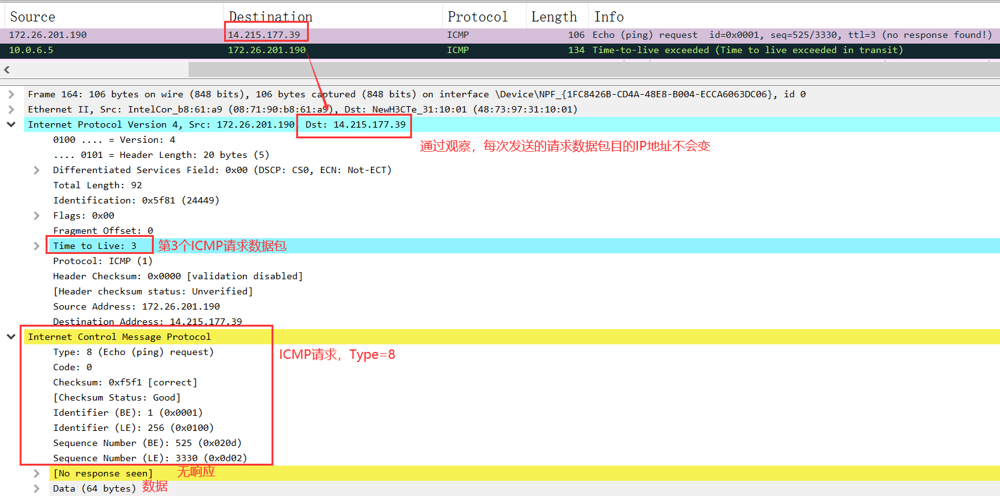 Source Destination Protocol Length Info
172.26.201.190 14.215.177.39 ICMP 106 Echo (ping) request id=0x0001, seq=525/3330, ttl=3 (no response found!)
10.0.6.5 172.26.201.190 ICMP 134 Time-to-live exceeded (Time to live exceeded in transit)
Frame 164: 106 bytes on wire (848 bits), 106 bytes captured (848 bits) on interface \Device\NPF_{1FC8426B-CD4A-48E8-B004-ECCA6063DC06}, id 0
Ethernet II, Src: IntelCor_b8:61:a9 (08:71:90:b8:61:a9), Dst: NewH3CTe_31:10:01 (48:73:97:31:10:01)
Internet Protocol Version 4, Src: 172.26.201.190, Dst: 14.215.177.39
0100 .... = Version: 4
通过观察，每次发送的请求数据包目的IP地址不会变
.... 0101 = Header Length: 20 bytes (5)
Differentiated Services Field: 0x00 (DSCP: CS0, ECN: Not-ECT)
Total Length: 92
Identification: 0x5f81 (24449)
Flags: 0x00
Fragment Offset: 0
Time to Live: 3 第3个ICMP请求数据包
Protocol: ICMP (1)
Header Checksum: 0x0000 [validation disabled]
[Header checksum status: Unverified]
Source Address: 172.26.201.190
Destination Address: 14.215.177.39
Internet Control Message Protocol
Type: 8 (Echo (ping) request) ICMP请求，Type=8
Code: 0
Checksum: 0xf5f1 [correct]
[Checksum Status: Good]
Identifier (BE): 1 (0x0001)
Identifier (LE): 256 (0x0100)
Sequence Number (BE): 525 (0x020d)
Sequence Number (LE): 3330 (0x0d02)
[No response seen] 无响应
Data (64 bytes) 数据